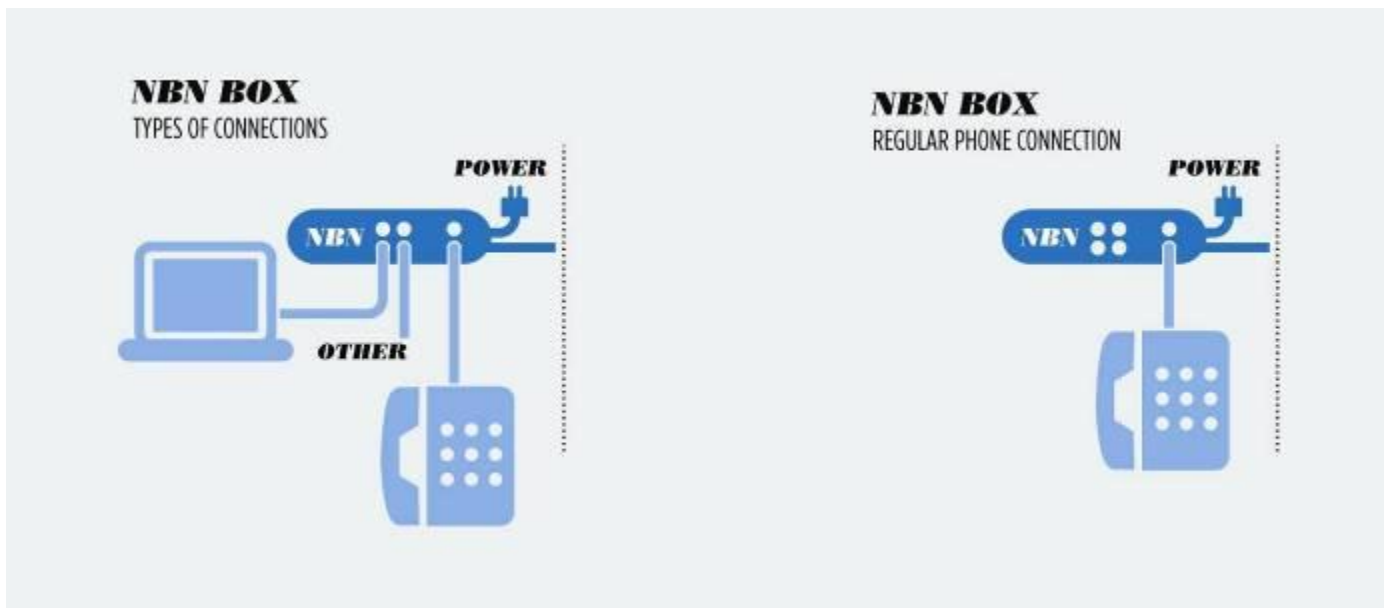 NBN BOX
TYPES OF CONNECTIONS
POWER
NBN
OTHER
NBN BOX
REGULAR PHONE CONNECTION
POWER
NBN